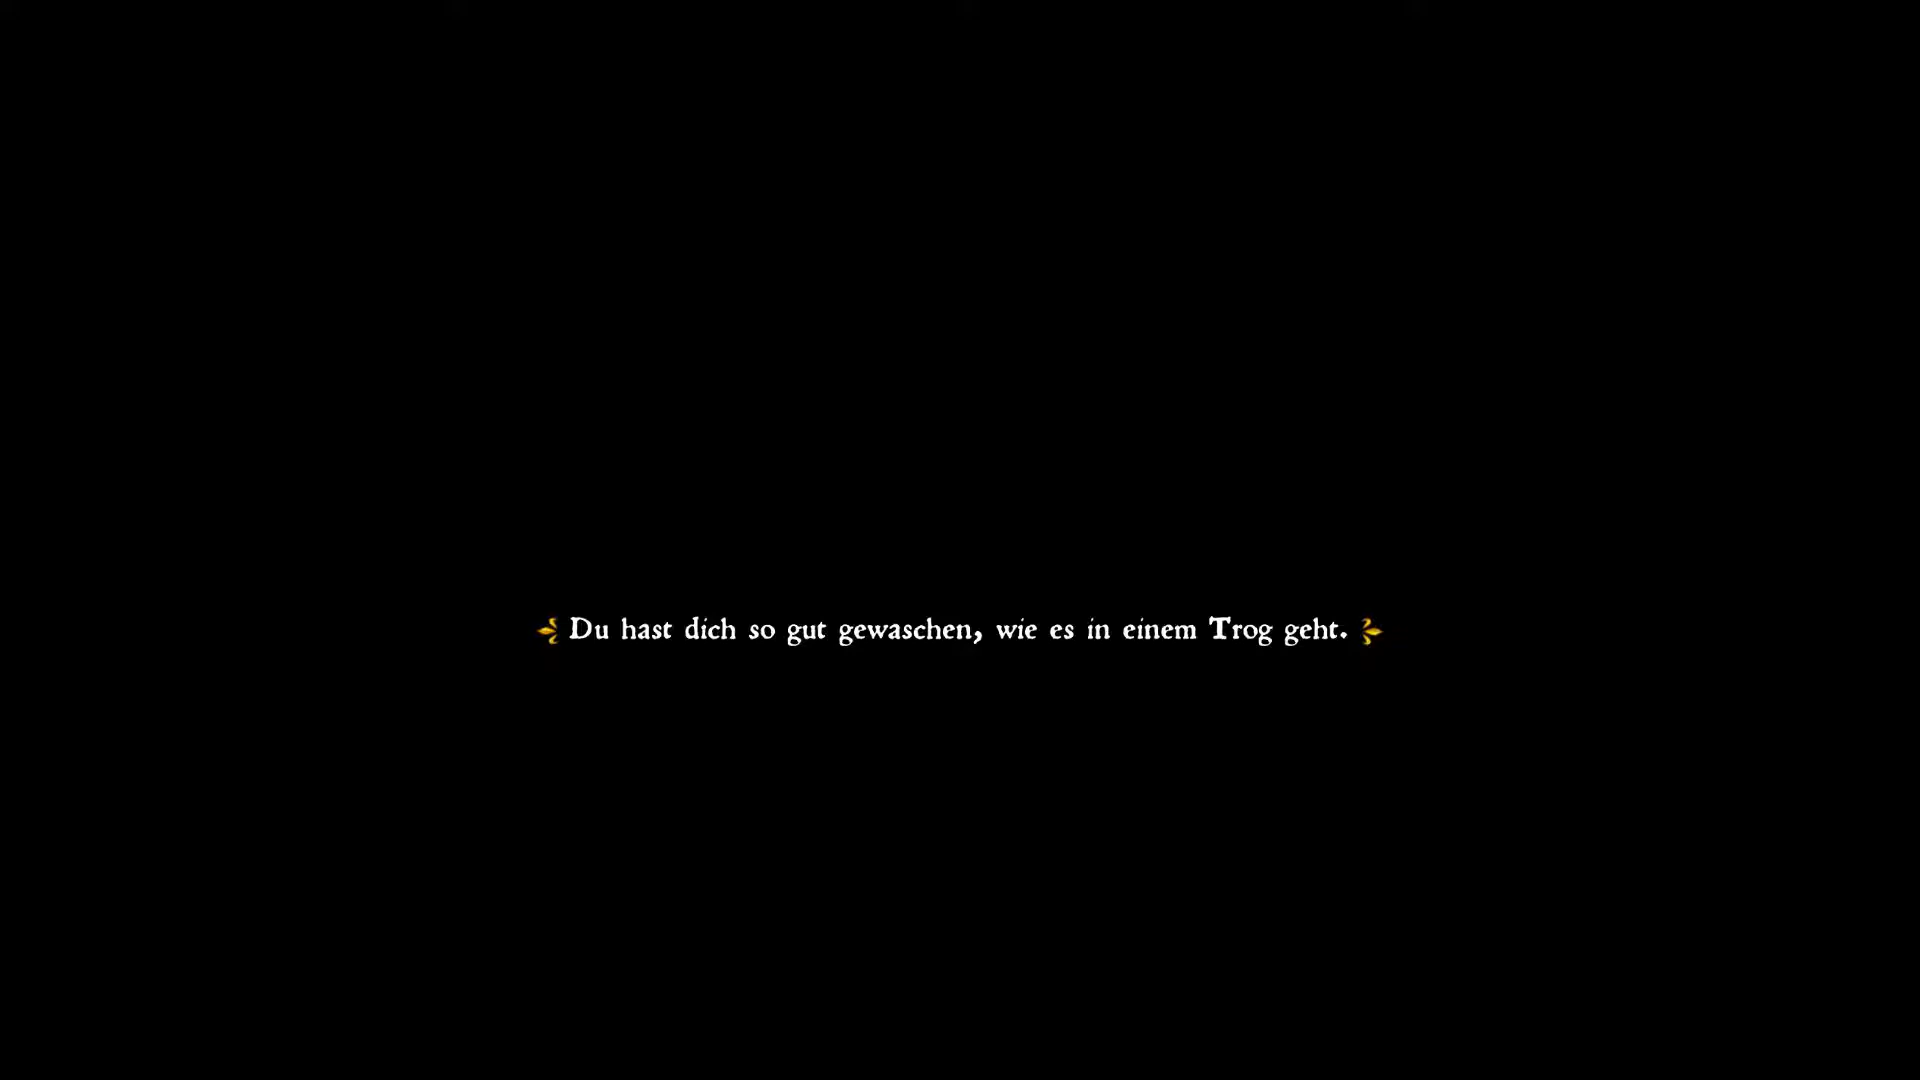 Du hast dich so gut gewaschen, wie es in einem Trog geht.